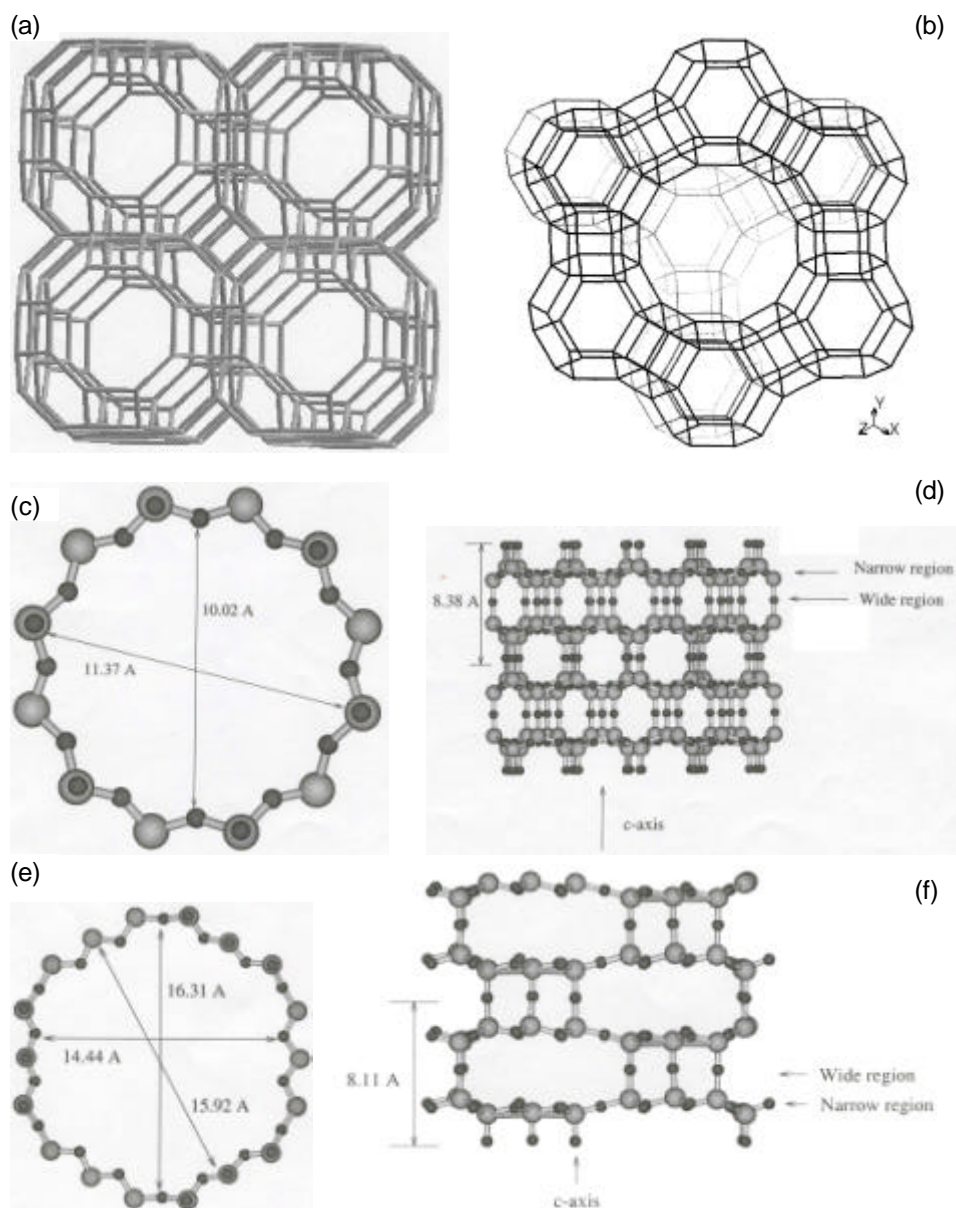 (a)
(b)
Y
Z X
(c)
(d)
10.02 A
11.37 A
8.38 A
Narrow region
Wide region
c-axis
(e)
(f)
16.31 A
14.44 A
15.92 A
8.11 A
Wide region
Narrow region
c-axis